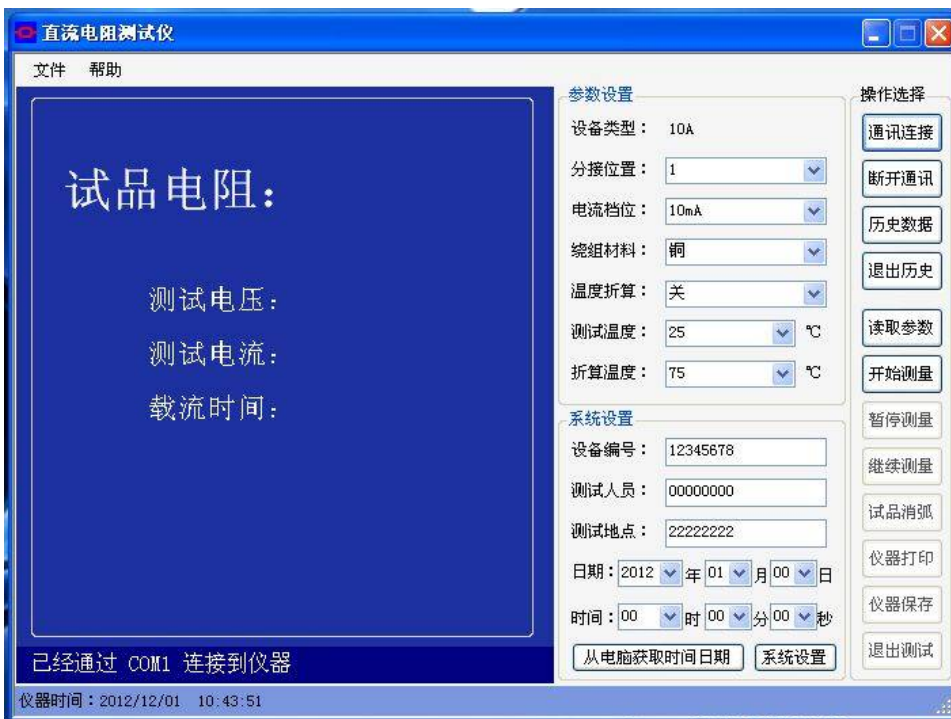 直流电阻测试仪
文件 帮助
试品电阻：
测试电压：
测试电流：
载流时间：
已经通过 COM1 连接到仪器
参数设置
设备类型： 10A
分接位置： 1
电流档位： 10mA
绕组材料： 铜
温度折算： 关
测试温度： 25 ℃
折算温度： 75 ℃
系统设置
设备编号： 12345678
测试人员： 00000000
测试地点： 22222222
日期：2012 年 01 月 00 日
时间：00 时 00 分 00 秒
从电脑获取时间日期 系统设置
操作选择
通讯连接
断开通讯
历史数据
退出历史
读取参数
开始测量
暂停测量
继续测量
试品消弧
仪器打印
仪器保存
退出测试
仪器时间：2012/12/01 10:43:51